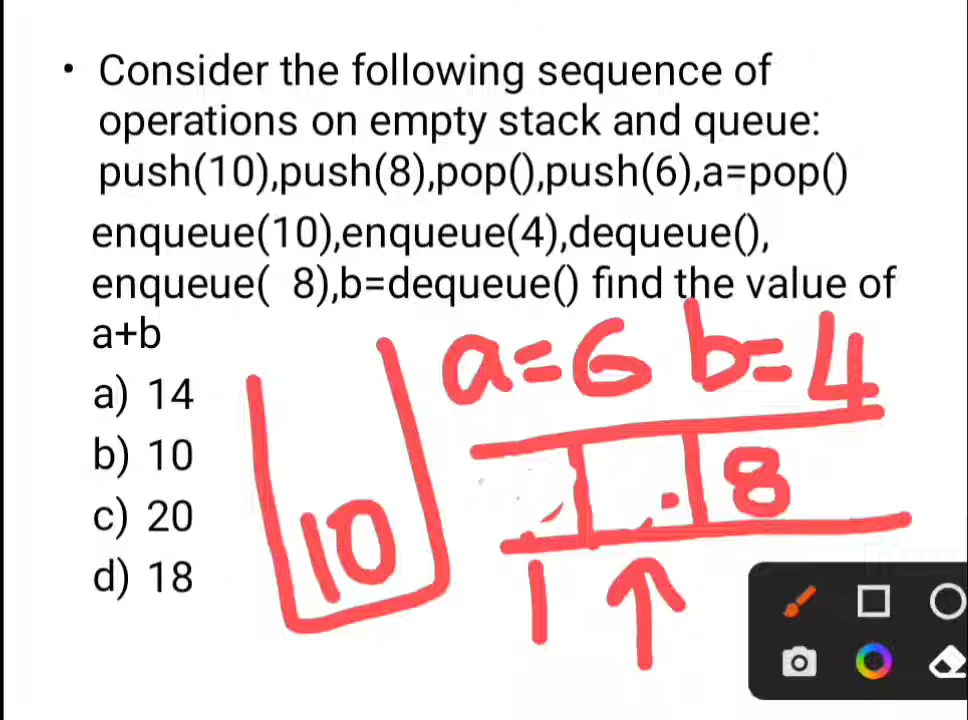 • Consider the following sequence of
operations on empty stack and queue:
push(10),push(8),pop(),push(6),a=pop()
enqueue(10),enqueue(4),dequeue(),
enqueue( 8),b=dequeue() find the value of
a+b
a=6 b=4
a) 14
b) 10
c) 20
d) 18
8
10